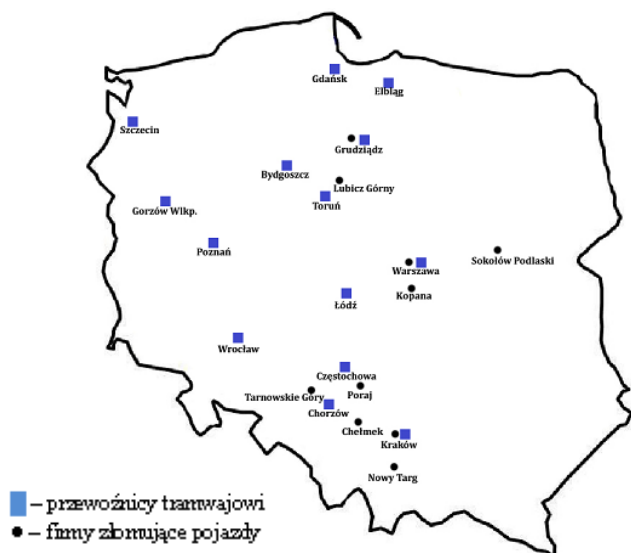 Gdańsk
Elbląg
Szczecin
Grudziądz
Bydgoszcz
Lubicz Górny
Toruń
Gorzów Wlkp.
Poznań
Sokołów Podlaski
Warszawa
Kopana
Łódź
Wrocław
Częstochowa
Tarnowskie Góry
Poraj
Chorzów
Chełmek
Kraków
Nowy Targ
– przewoźnicy tramwajowi
– firmy złomujące pojazdy